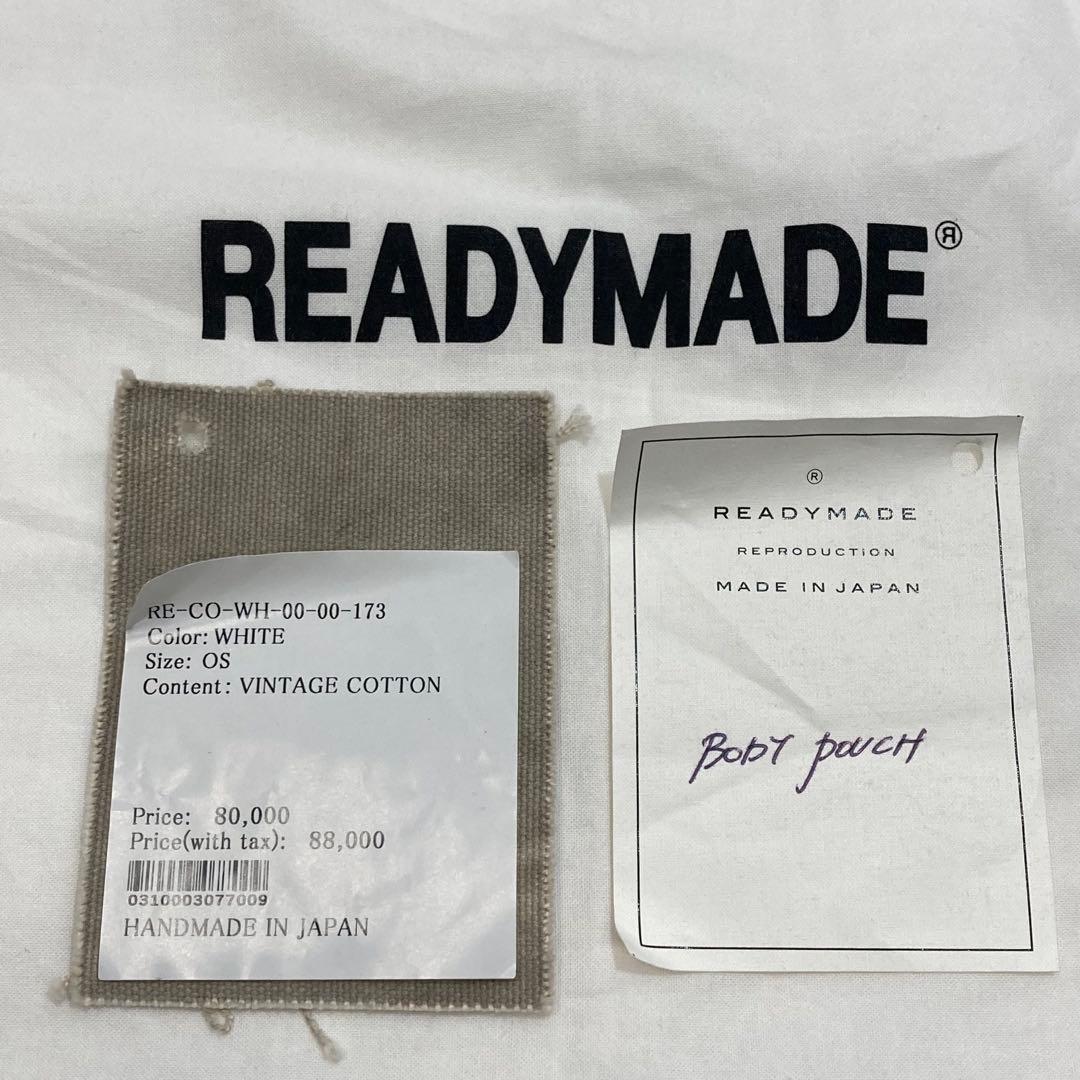 READYMADE®
RE-CO-WH-00-00-173
Color: WHITE
Size: OS
Content: VINTAGE COTTON
Price: 80,000
Price(with tax): 88,000
0310003077009
HANDMADE IN JAPAN
®
READYMADE
REPRODUCTION
MADE IN JAPAN
BODY POUCH